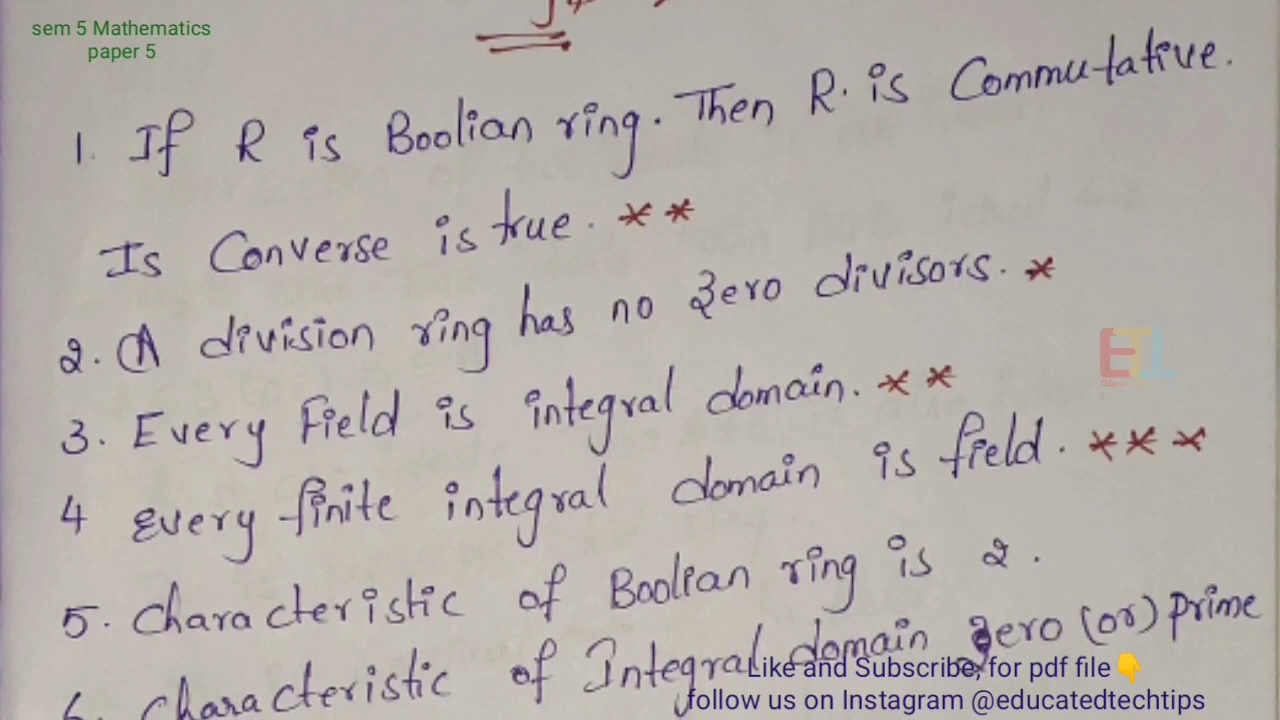 sem 5 Mathematics
paper 5
1. If R is Boolian ring. Then R. is Commutative.
Is Converse is true. **
2. A division ring has no zero divisors. *
3. Every Field is integral domain. **
4 Every finite integral domain is field. ***
5. Characteristic of Boolian ring is 2.
6. Characteristic of Integral domain zero (or) prime
Like and Subscribe, for pdf file👇
follow us on Instagram @educatedtechtips
ETL